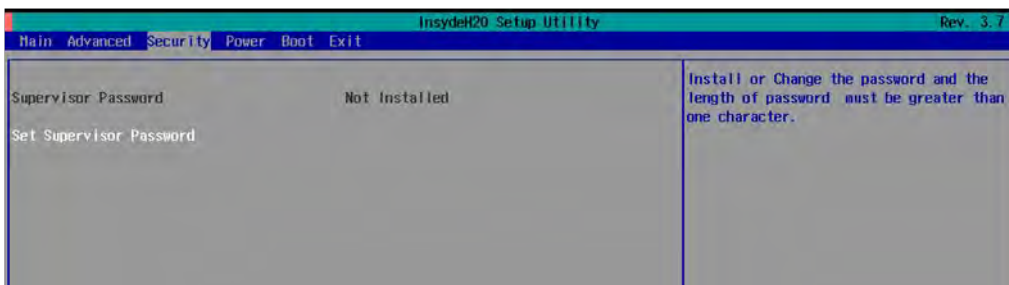 InsydeH20 Setup Utility Rev. 3.7
Main Advanced Security Power Boot Exit
Supervisor Password Not Installed
Set Supervisor Password
Install or Change the password and the
length of password must be greater than
one character.